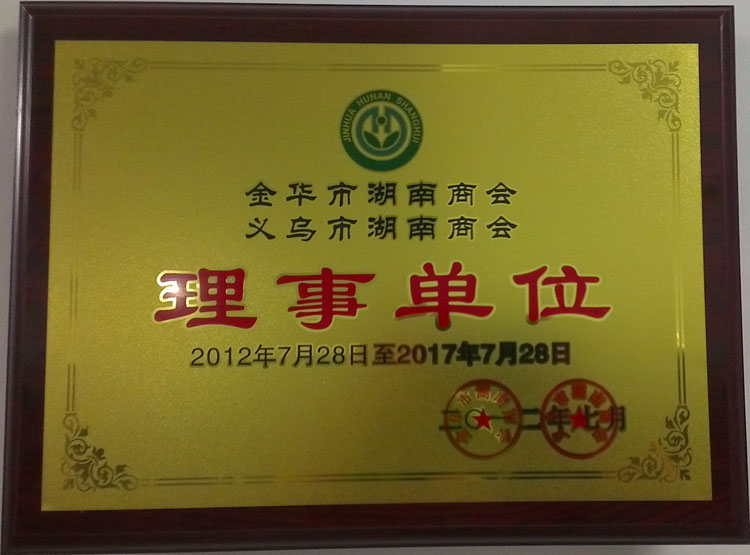 JINHUA HUNAN SHANGHUI
金华市湖南商会
义乌市湖南商会
理事单位
2012年7月28日至2017年7月28日
二〇一二年七月